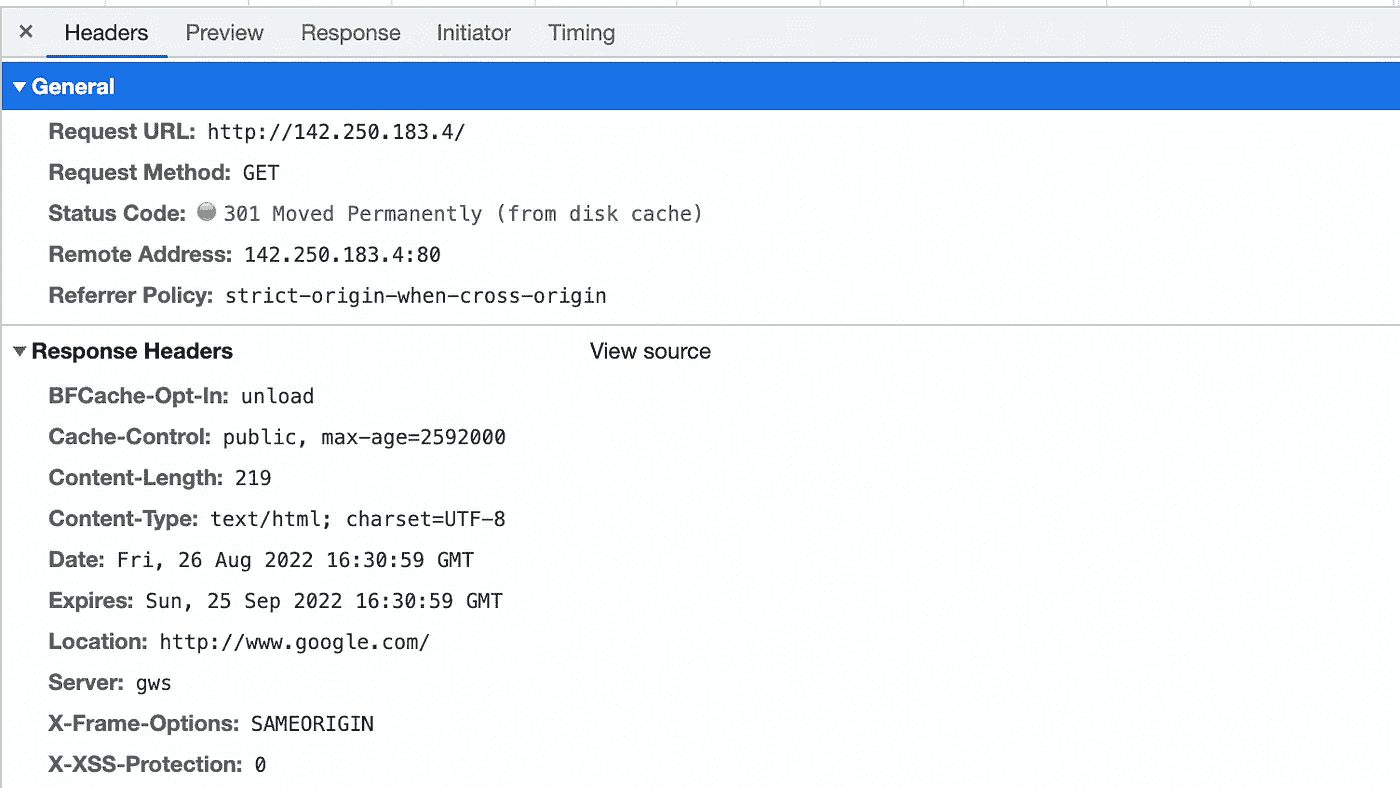 × Headers Preview Response Initiator Timing
▼ General
Request URL: http://142.250.183.4/
Request Method: GET
Status Code: 301 Moved Permanently (from disk cache)
Remote Address: 142.250.183.4:80
Referrer Policy: strict-origin-when-cross-origin
▼ Response Headers View source
BFCache-Opt-In: unload
Cache-Control: public, max-age=2592000
Content-Length: 219
Content-Type: text/html; charset=UTF-8
Date: Fri, 26 Aug 2022 16:30:59 GMT
Expires: Sun, 25 Sep 2022 16:30:59 GMT
Location: http://www.google.com/
Server: gws
X-Frame-Options: SAMEORIGIN
X-XSS-Protection: 0